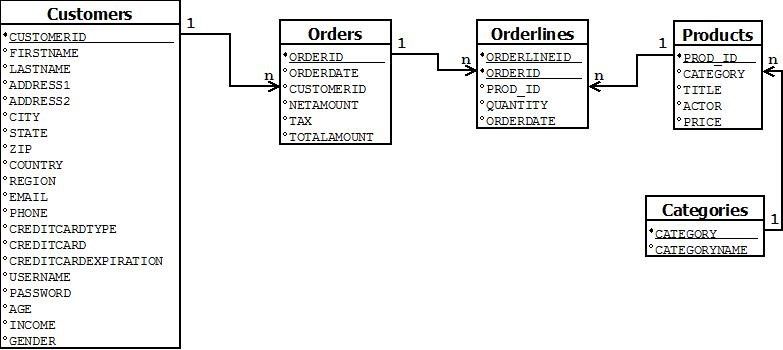 Customers
CUSTOMERID
FIRSTNAME
LASTNAME
ADDRESS1
ADDRESS2
CITY
STATE
ZIP
COUNTRY
REGION
EMAIL
PHONE
CREDITCARDTYPE
CREDITCARD
CREDITCARDEXPIRATION
USERNAME
PASSWORD
AGE
INCOME
GENDER
1
n
Orders
ORDERID
ORDERDATE
CUSTOMERID
NETAMOUNT
TAX
TOTALAMOUNT
1
n
Orderlines
ORDERLINEID
ORDERID
PROD_ID
QUANTITY
ORDERDATE
n
1
Products
PROD_ID
CATEGORY
TITLE
ACTOR
PRICE
n
1
Categories
CATEGORY
CATEGORYNAME